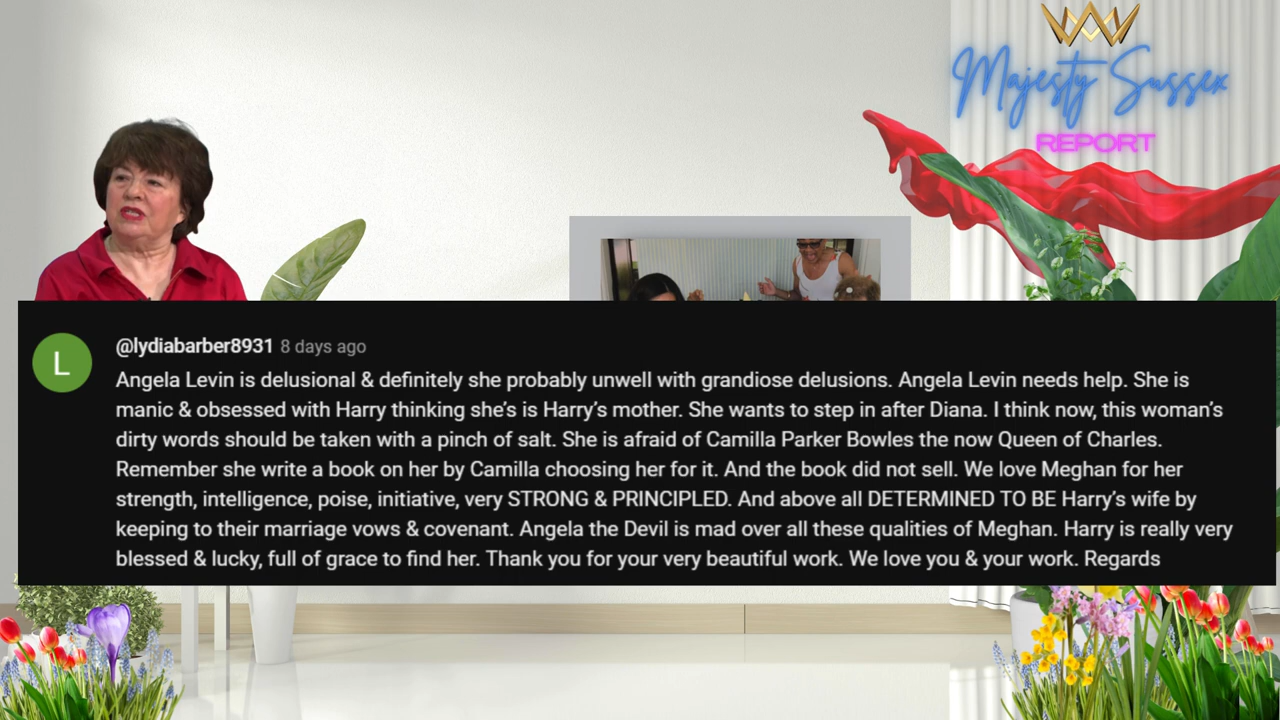 Majesty Sussex
REPORT
L
@lydiabarber8931 8 days ago
Angela Levin is delusional & definitely she probably unwell with grandiose delusions. Angela Levin needs help. She is
manic & obsessed with Harry thinking she's is Harry's mother. She wants to step in after Diana. I think now, this woman's
dirty words should be taken with a pinch of salt. She is afraid of Camilla Parker Bowles the now Queen of Charles.
Remember she write a book on her by Camilla choosing her for it. And the book did not sell. We love Meghan for her
strength, intelligence, poise, initiative, very STRONG & PRINCIPLED. And above all DETERMINED TO BE Harry's wife by
keeping to their marriage vows & covenant. Angela the Devil is mad over all these qualities of Meghan. Harry is really very
blessed & lucky, full of grace to find her. Thank you for your very beautiful work. We love you & your work. Regards